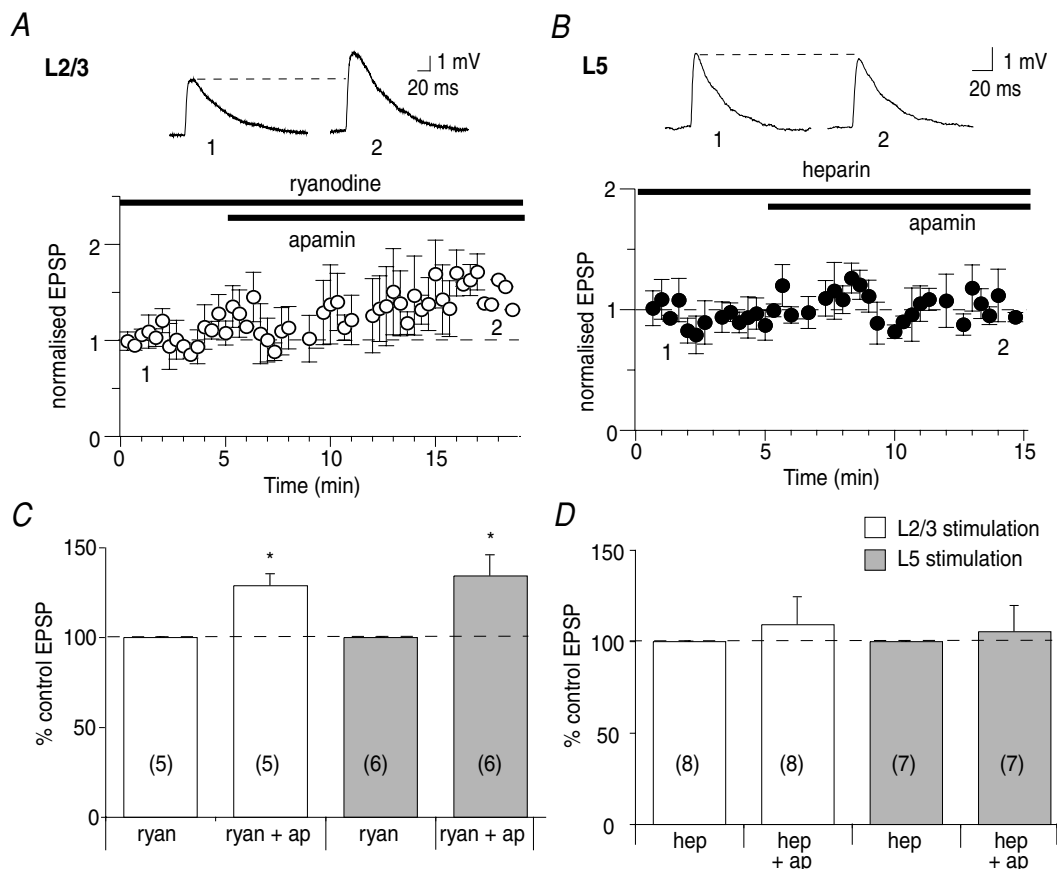 A
L2/3
1 mV
20 ms
1
2
ryanodine
apamin
normalised EPSP
2
1
0
1
2
0
5
10
15
Time (min)
B
L5
1 mV
20 ms
1
2
heparin
apamin
normalised EPSP
2
1
0
1
2
0
5
10
15
Time (min)
C
% control EPSP
150
100
50
0
*
*
(5)
(5)
(6)
(6)
ryan
ryan + ap
ryan
ryan + ap
D
L2/3 stimulation
L5 stimulation
% control EPSP
150
100
50
0
(8)
(8)
(7)
(7)
hep
hep
+ ap
hep
hep
+ ap